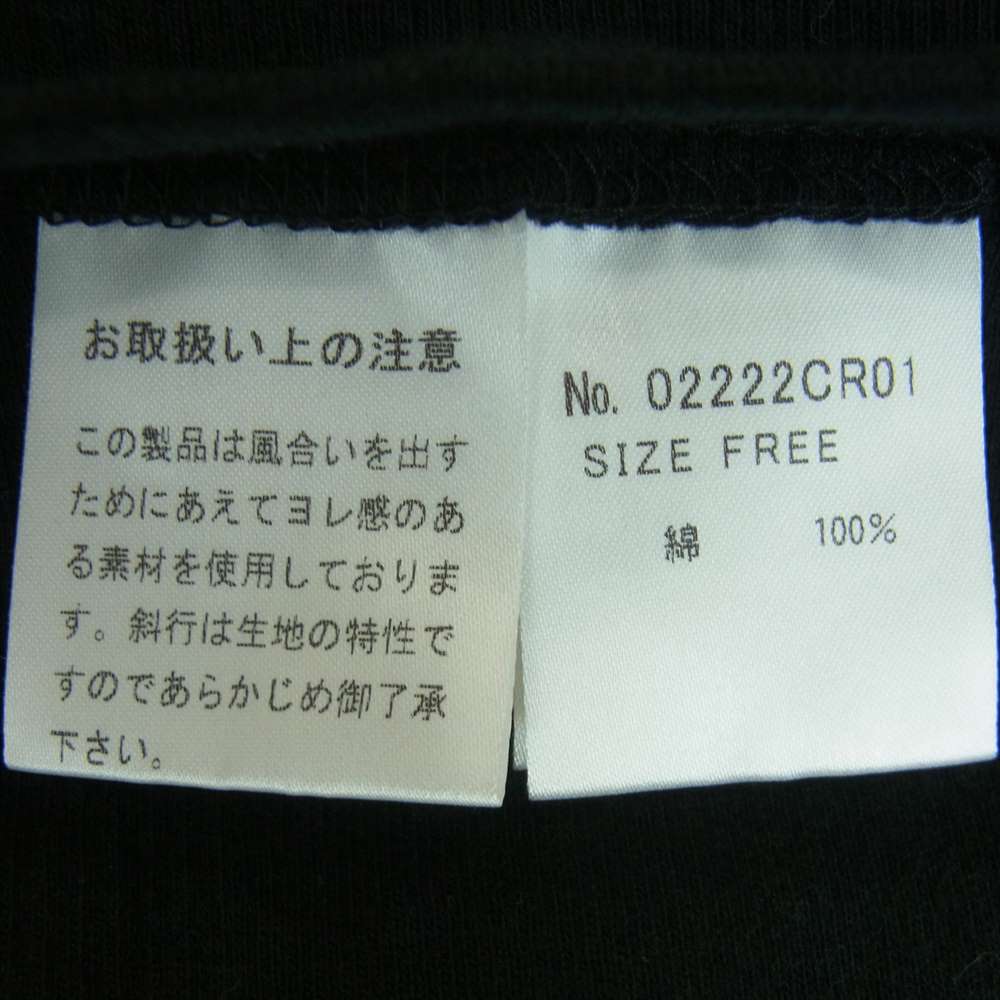 お取扱い上の注意
この製品は風合いを出す
ためにあえてヨレ感のあ
る素材を使用しておりま
す。斜行は生地の特性で
すのであらかじめ御了承
下さい。
No. 02222CR01
SIZE FREE
綿 100%